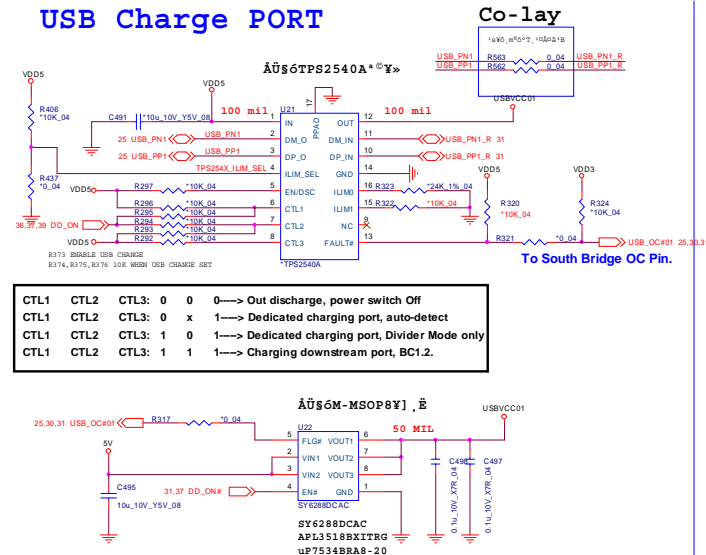 USB Charge PORT
Co-lay
USB_PN1 R563 0_04 USB_PN1_R
USB_PP1 R562 0_04 USB_PP1_R
ÅÜ§óTPS2540Aª©¥»
VDD5
VDD5
USBVCC01
R406
*10K_04
C491 *10u_10V_Y5V_08
100 mil
U21
17
PPAD
100 mil
1 IN OUT 12
25 USB_PN1 USB_PN1 2 DM_O DM_IN 11 USB_PN1_R 31
25 USB_PP1 USB_PP1 3 DP_O DP_IN 10 USB_PP1_R 31
TPS254X_ILIM_SEL 4 ILIM_SEL GND 14
R437
*0_04
VDD5 R297 *10K_04 5 EN/DSC ILIM0 16 R323 *24K_1%_04
R296 *10K_04 6 CTL1 ILIM1 15 R322 *10K_04
R295 *10K_04
36,37,39 DD_ON R294 *10K_04 7 CTL2 NC 9
R293 *10K_04
VDD5 R292 *10K_04 8 CTL3 FAULT# 13
*TPS2540A
VDD5
VDD3
R320
*10K_04
R324
*10K_04
R321 *0_04 USB_OC#01 25,30,31
To South Bridge OC Pin.
R373 ENABLE USB CHANGE
R374,R375,R376 10K WHEN USB CHANGE SET
CTL1 CTL2 CTL3: 0 0 0----> Out discharge, power switch Off
CTL1 CTL2 CTL3: 0 x 1----> Dedicated charging port, auto-detect
CTL1 CTL2 CTL3: 1 0 1----> Dedicated charging port, Divider Mode only
CTL1 CTL2 CTL3: 1 1 1----> Charging downstream port, BC1.2.
ÅÜ§óM-MSOP8¥]¸Ë
USBVCC01
25,30,31 USB_OC#01 R317 *0_04
U22
50 MIL
5V
5 FLG# VOUT1 6
2 VIN1 VOUT2 7
3 VIN2 VOUT3 8
31,37 DD_ON# 4 EN# GND 1
SY6288DCAC
C495
10u_10V_Y5V_08
C497
0.1u_10V_X7R_04
0.1u_10V_X7R_04
SY6288DCAC
APL3518BXITRG
uP7534BRA8-20